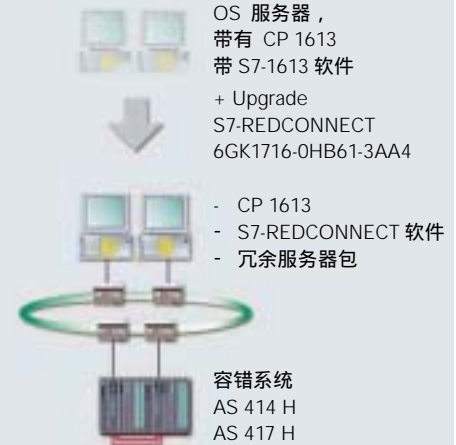 OS 服务器，
带有 CP 1613
带 S7-1613 软件
+ Upgrade
S7-REDCONNECT
6GK1716-0HB61-3AA4
- CP 1613
- S7-REDCONNECT 软件
- 冗余服务器包
容错系统
AS 414 H
AS 417 H